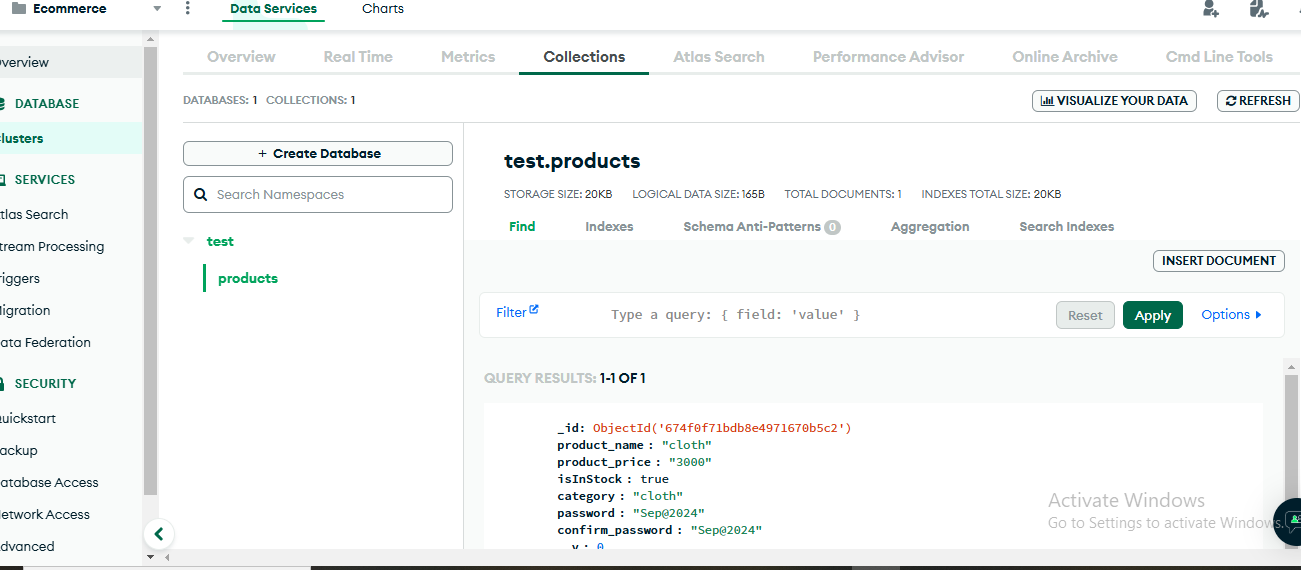 Ecommerce
Data Services
Charts
verview
DATABASE
lusters
SERVICES
tlas Search
tream Processing
riggers
igration
ata Federation
SECURITY
uickstart
ackup
atabase Access
etwork Access
dvanced
Overview
Real Time
Metrics
Collections
Atlas Search
Performance Advisor
Online Archive
Cmd Line Tools
DATABASES: 1 COLLECTIONS: 1
VISUALIZE YOUR DATA
REFRESH
+ Create Database
Search Namespaces
test
products
test.products
STORAGE SIZE: 20KB LOGICAL DATA SIZE: 165B TOTAL DOCUMENTS: 1 INDEXES TOTAL SIZE: 20KB
Find
Indexes
Schema Anti-Patterns 0
Aggregation
Search Indexes
INSERT DOCUMENT
Filter
Type a query: { field: 'value' }
Reset
Apply
Options
QUERY RESULTS: 1-1 OF 1
_id: ObjectId('674f0f71bdb8e4971670b5c2')
product_name : "cloth"
product_price : "3000"
isInStock : true
category : "cloth"
password : "Sep@2024"
confirm_password : "Sep@2024"
Activate Windows
Go to Settings to activate Windows.